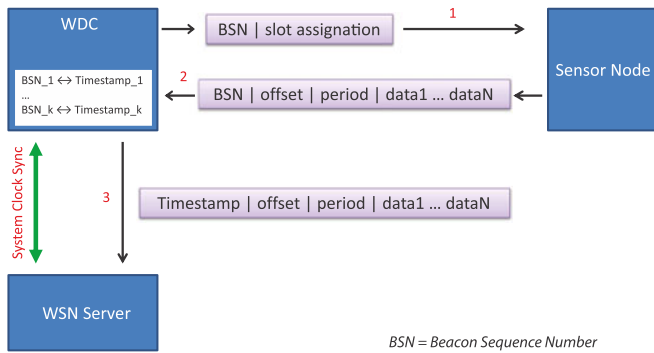 WDC
BSN | slot assignation
1
Sensor Node
BSN_1 ↔ Timestamp_1
...
BSN_k ↔ Timestamp_k
2
BSN | offset | period | data1 ... dataN
System Clock Sync
3
Timestamp | offset | period | data1 ... dataN
WSN Server
BSN = Beacon Sequence Number